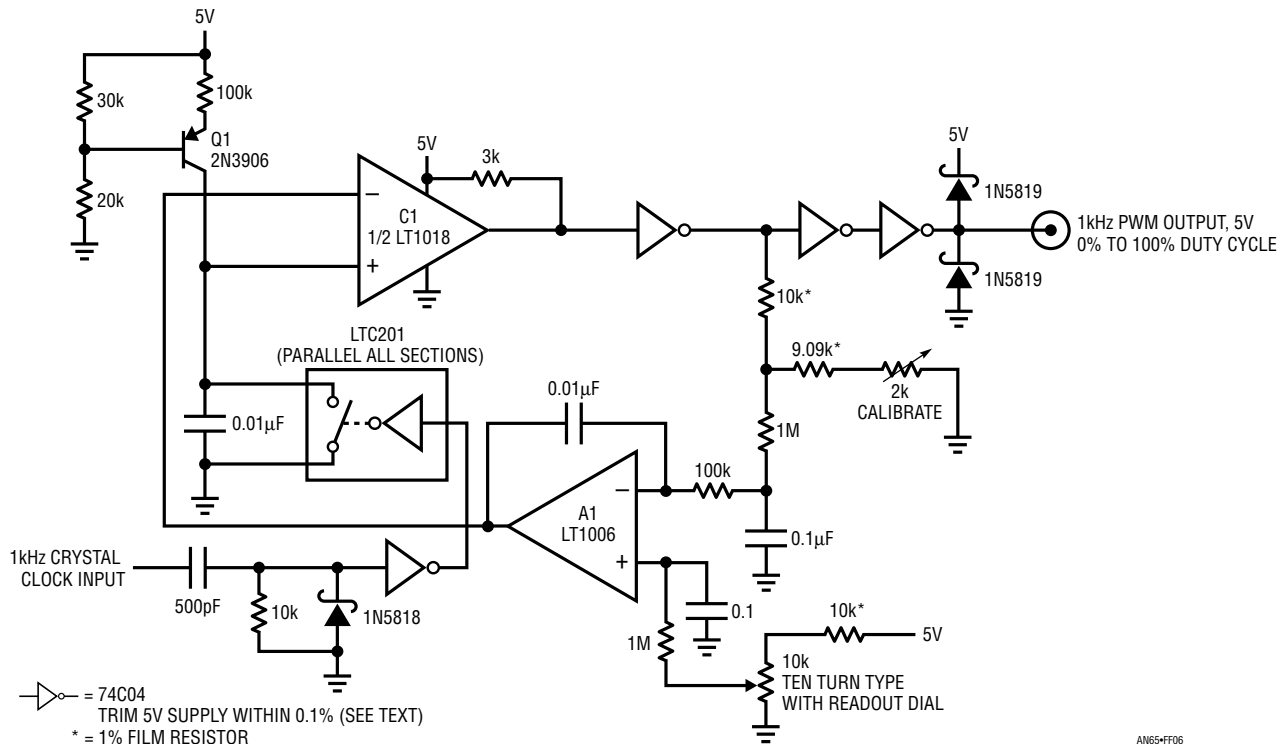 5V
30k
100k
Q1
2N3906
20k
5V
3k
−
C1
1/2 LT1018
+
5V
1N5819
1kHz PWM OUTPUT, 5V
0% TO 100% DUTY CYCLE
1N5819
10k*
9.09k*
2k
CALIBRATE
LTC201
(PARALLEL ALL SECTIONS)
0.01µF
0.01µF
1M
100k
−
A1
LT1006
+
0.1µF
1kHz CRYSTAL
CLOCK INPUT
500pF
10k
1N5818
0.1
1M
10k*
5V
10k
TEN TURN TYPE
WITH READOUT DIAL
= 74C04
TRIM 5V SUPPLY WITHIN 0.1% (SEE TEXT)
* = 1% FILM RESISTOR
AN65•FF06